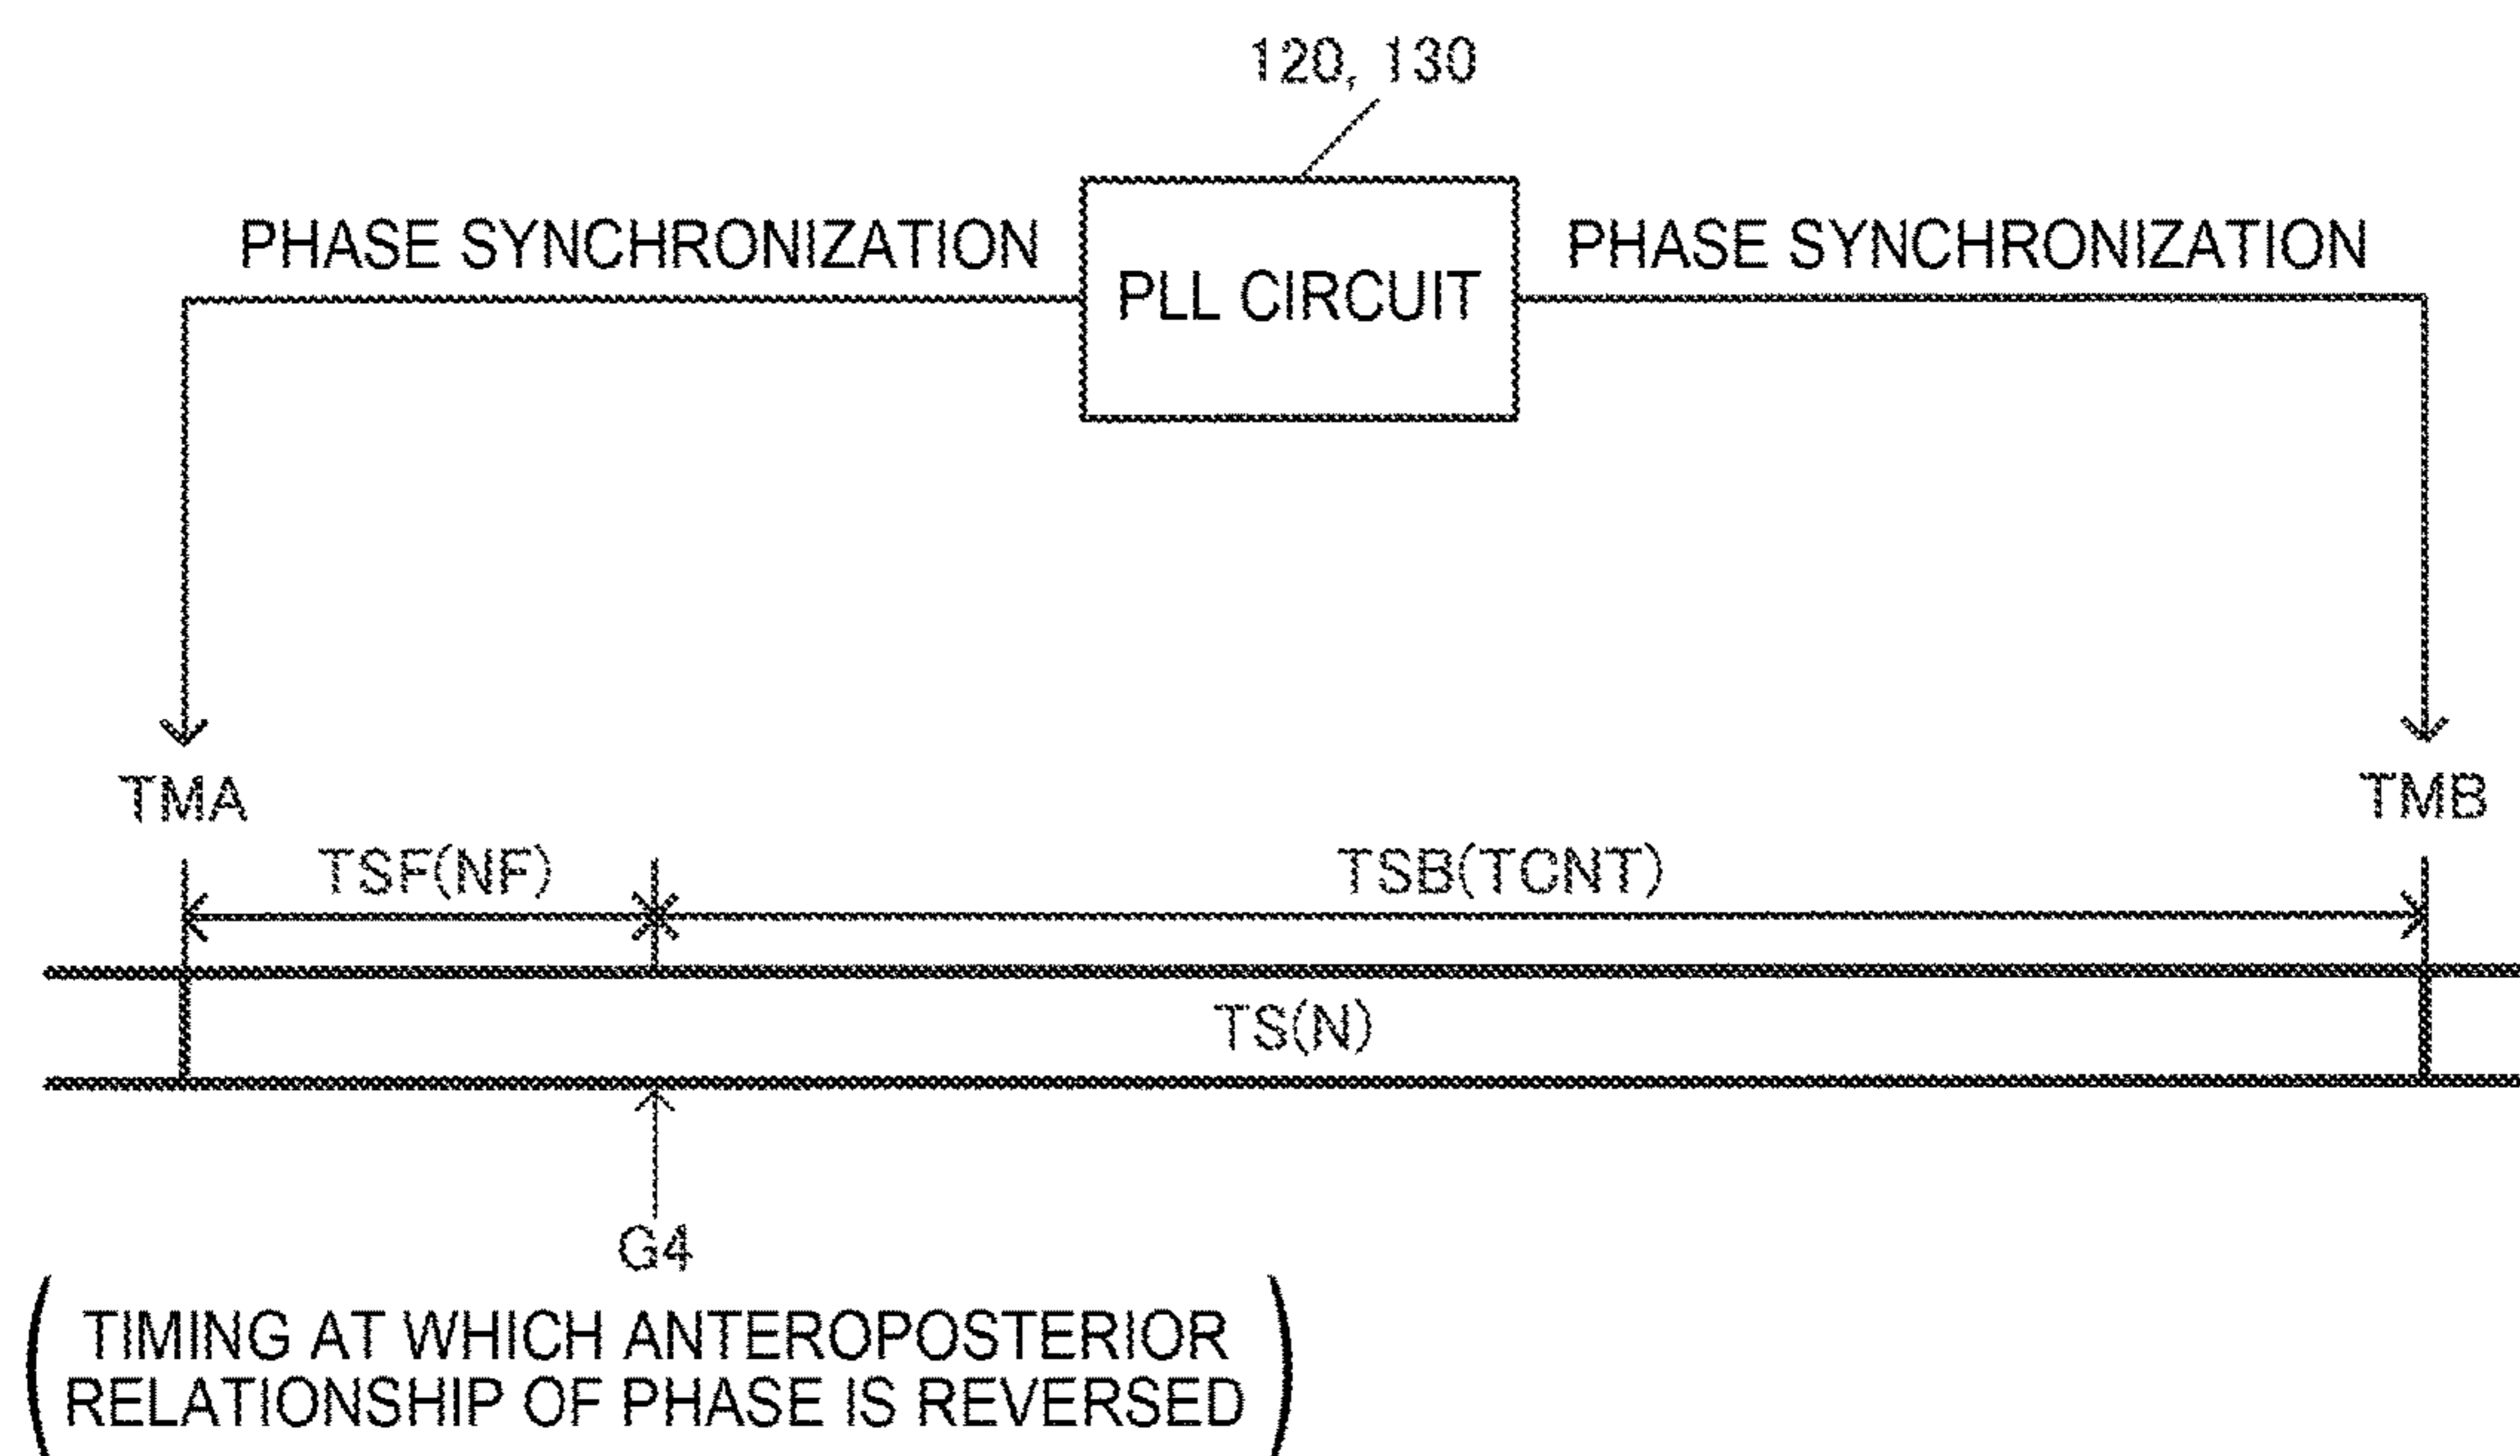 120, 130
PHASE SYNCHRONIZATION
PLL CIRCUIT
PHASE SYNCHRONIZATION
TMA
TMB
TSF(NF)
TSB(TCNT)
TS(N)
G4
(TIMING AT WHICH ANTEROPOSTERIOR
RELATIONSHIP OF PHASE IS REVERSED)